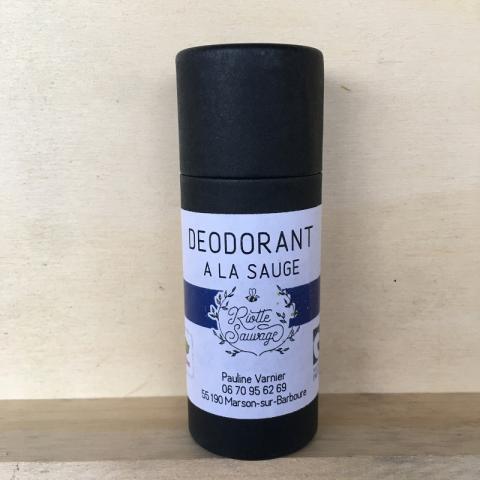 DEODORANT
A LA SAUGE
Riotte
Sauvage
Pauline Varnier
06 70 95 62 69
55190 Marson-sur-Barboure